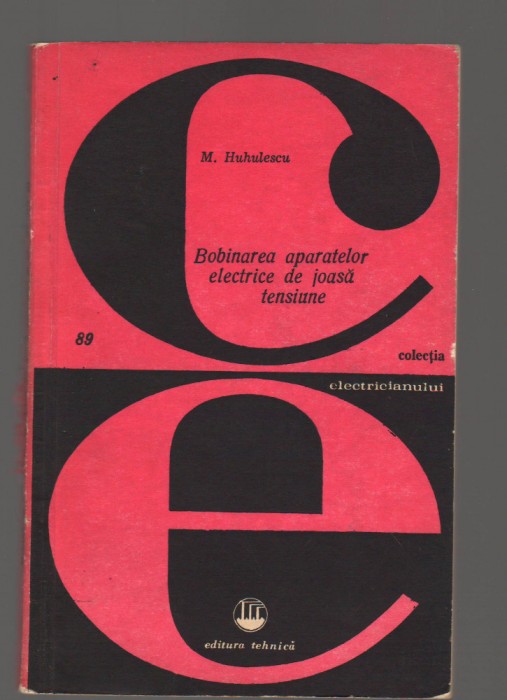 c
M. Huhulescu
Bobinarea aparatelor
electrice de joasă
tensiune
89
colecția
electricianului
e
editura tehnică